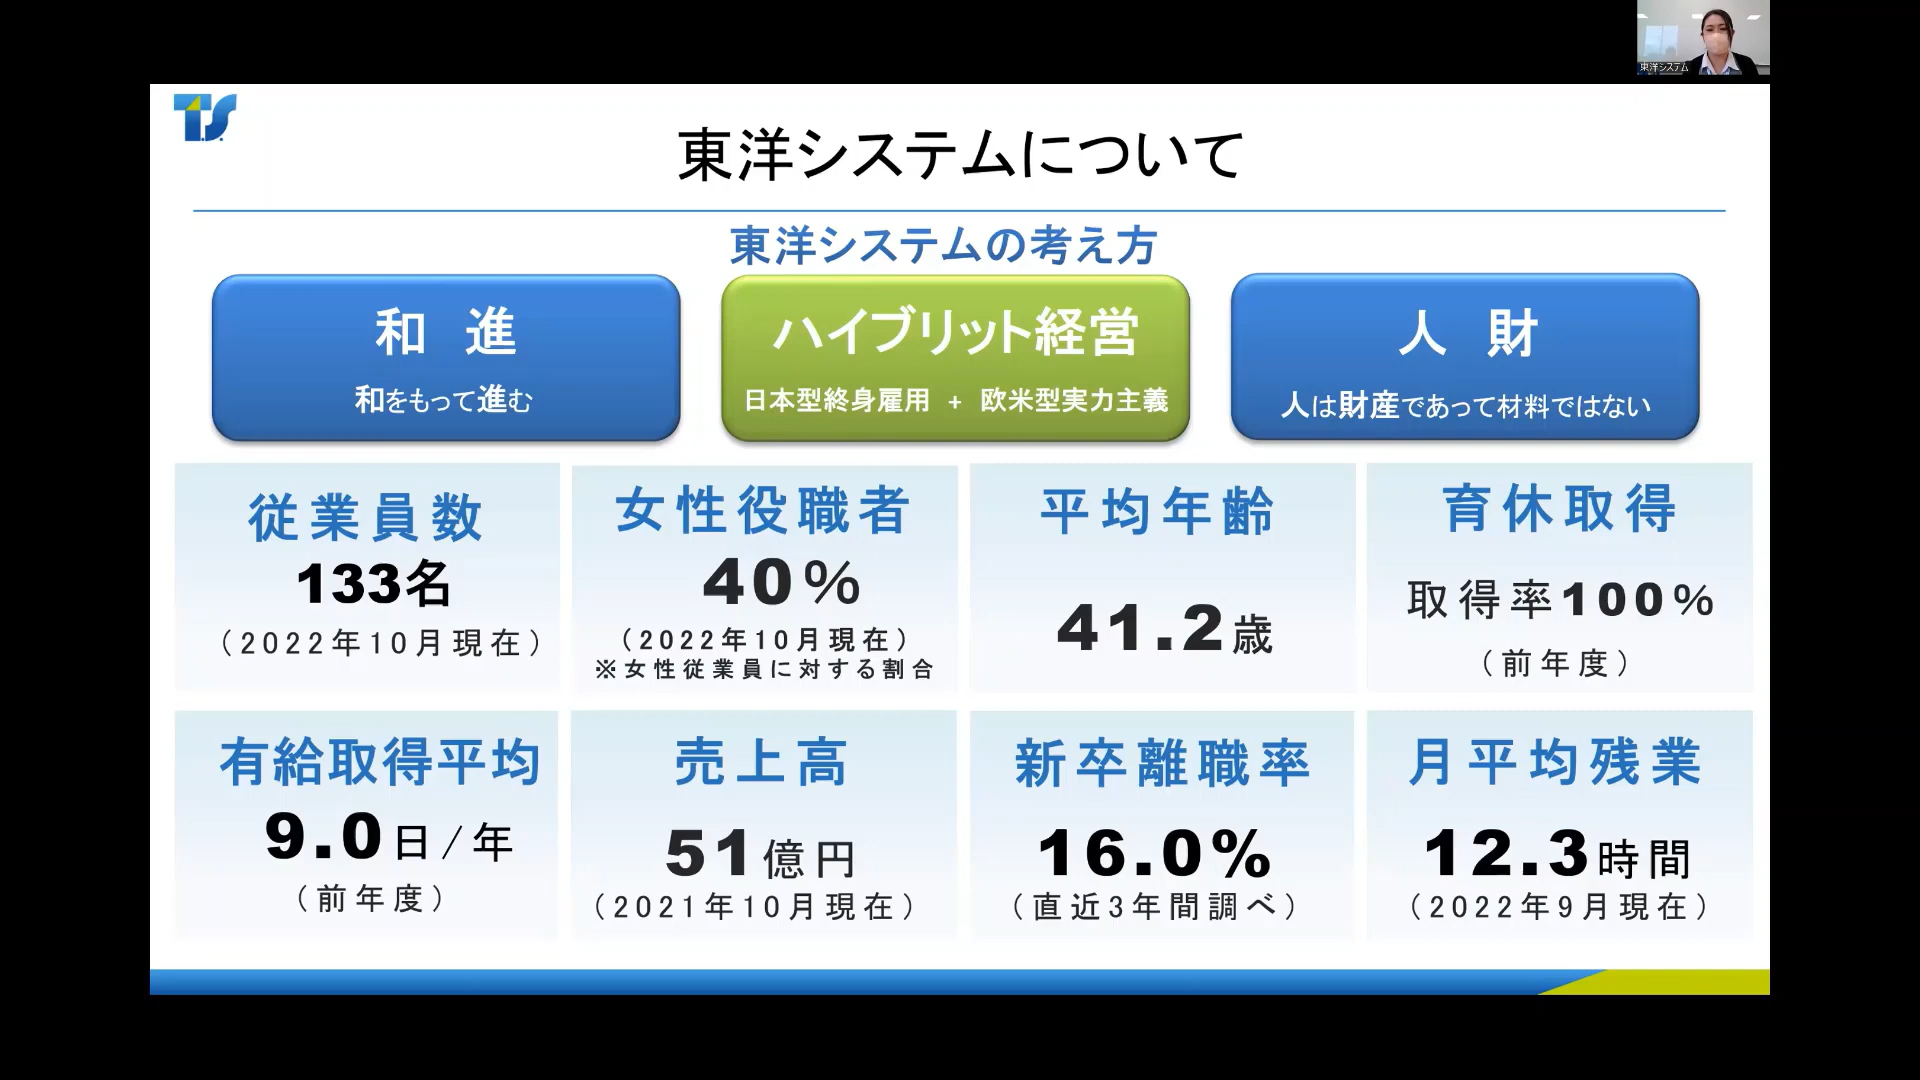 東洋システム
TS
東洋システムについて
東洋システムの考え方
和 進
和をもって進む
ハイブリット経営
日本型終身雇用 + 欧米型実力主義
人 財
人は財産であって材料ではない
従業員数
133名
（2022年10月現在）
女性役職者
40%
（2022年10月現在）
※女性従業員に対する割合
平均年齢
41.2歳
育休取得
取得率100%
（前年度）
有給取得平均
9.0日/年
（前年度）
売上高
51億円
（2021年10月現在）
新卒離職率
16.0%
（直近3年間調べ）
月平均残業
12.3時間
（2022年9月現在）